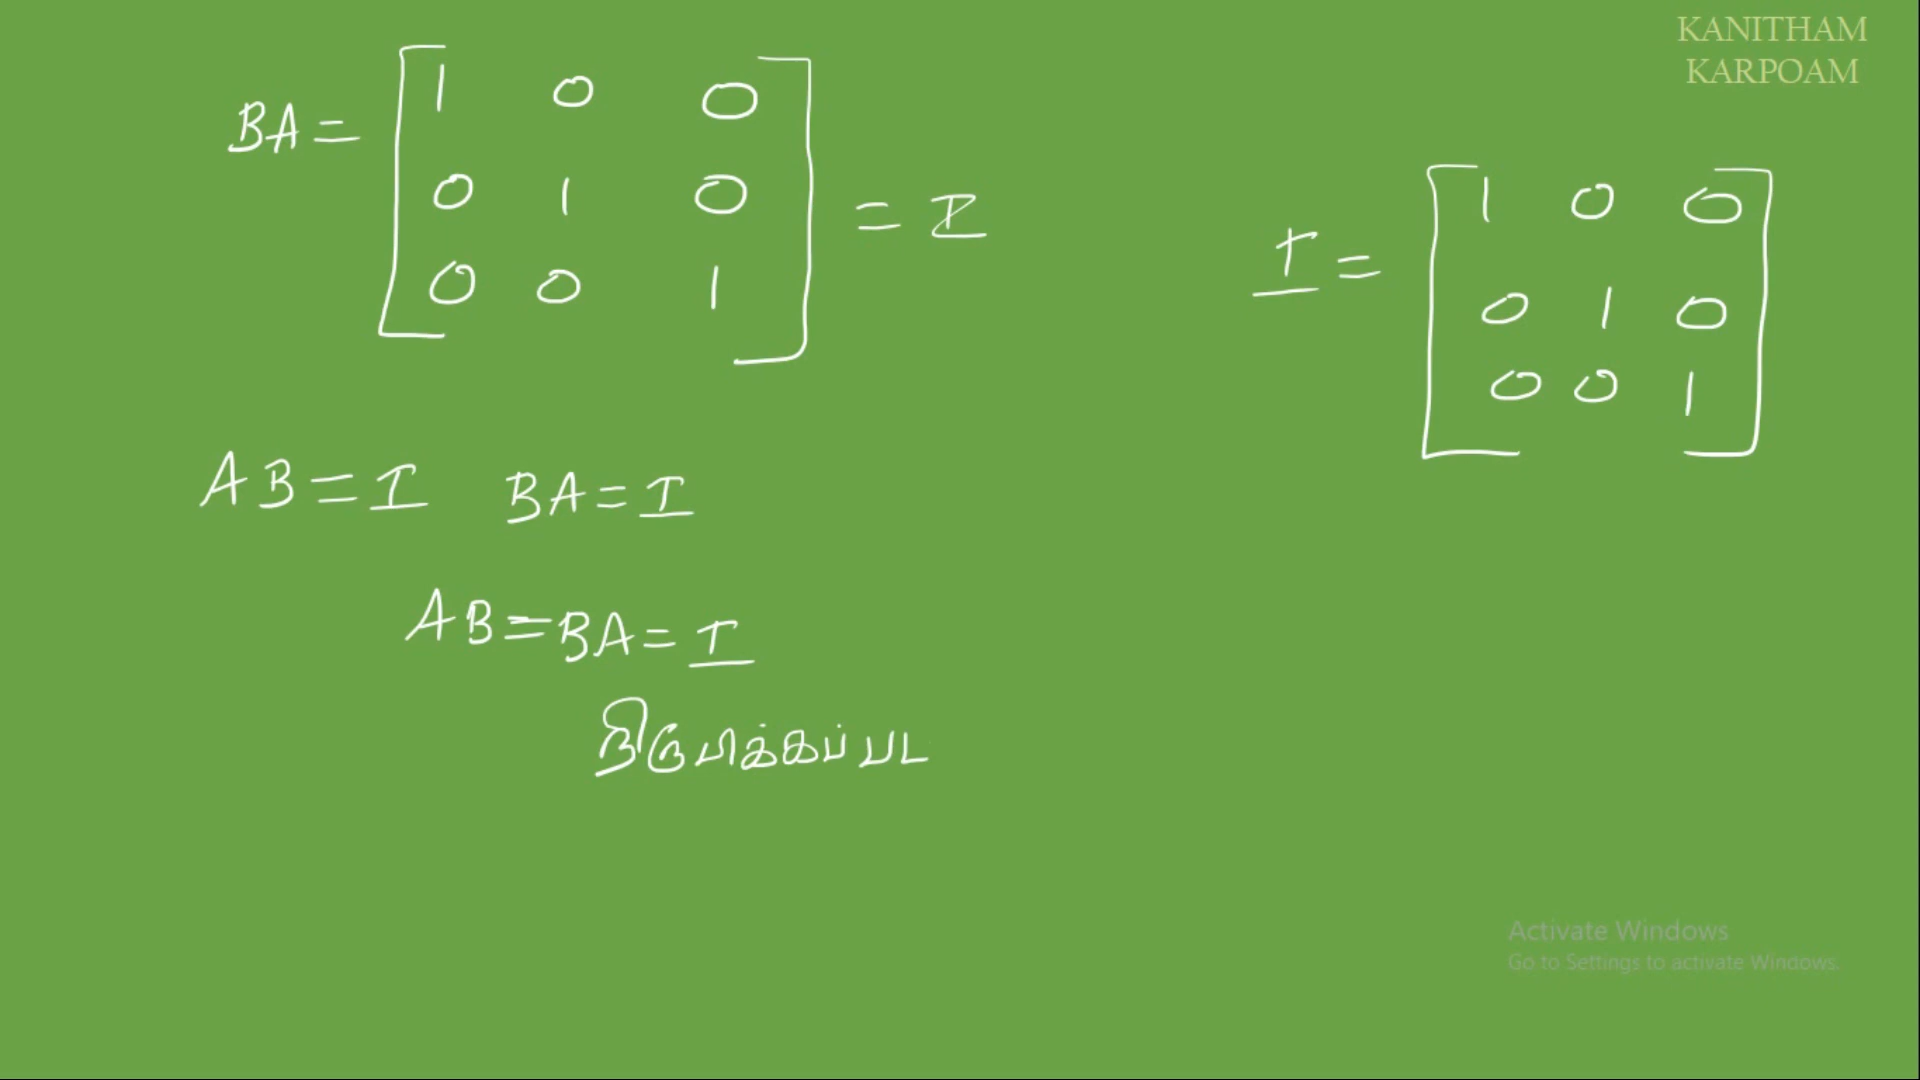 KANITHAM
KARPOAM
BA = [ 1 0 0
0 1 0 ] = I
0 0 1
I = [ 1 0 0
0 1 0
0 0 1 ]
AB = I BA = I
AB = BA = I
நிருபிக்கப்பட
Activate Windows
Go to Settings to activate Windows.